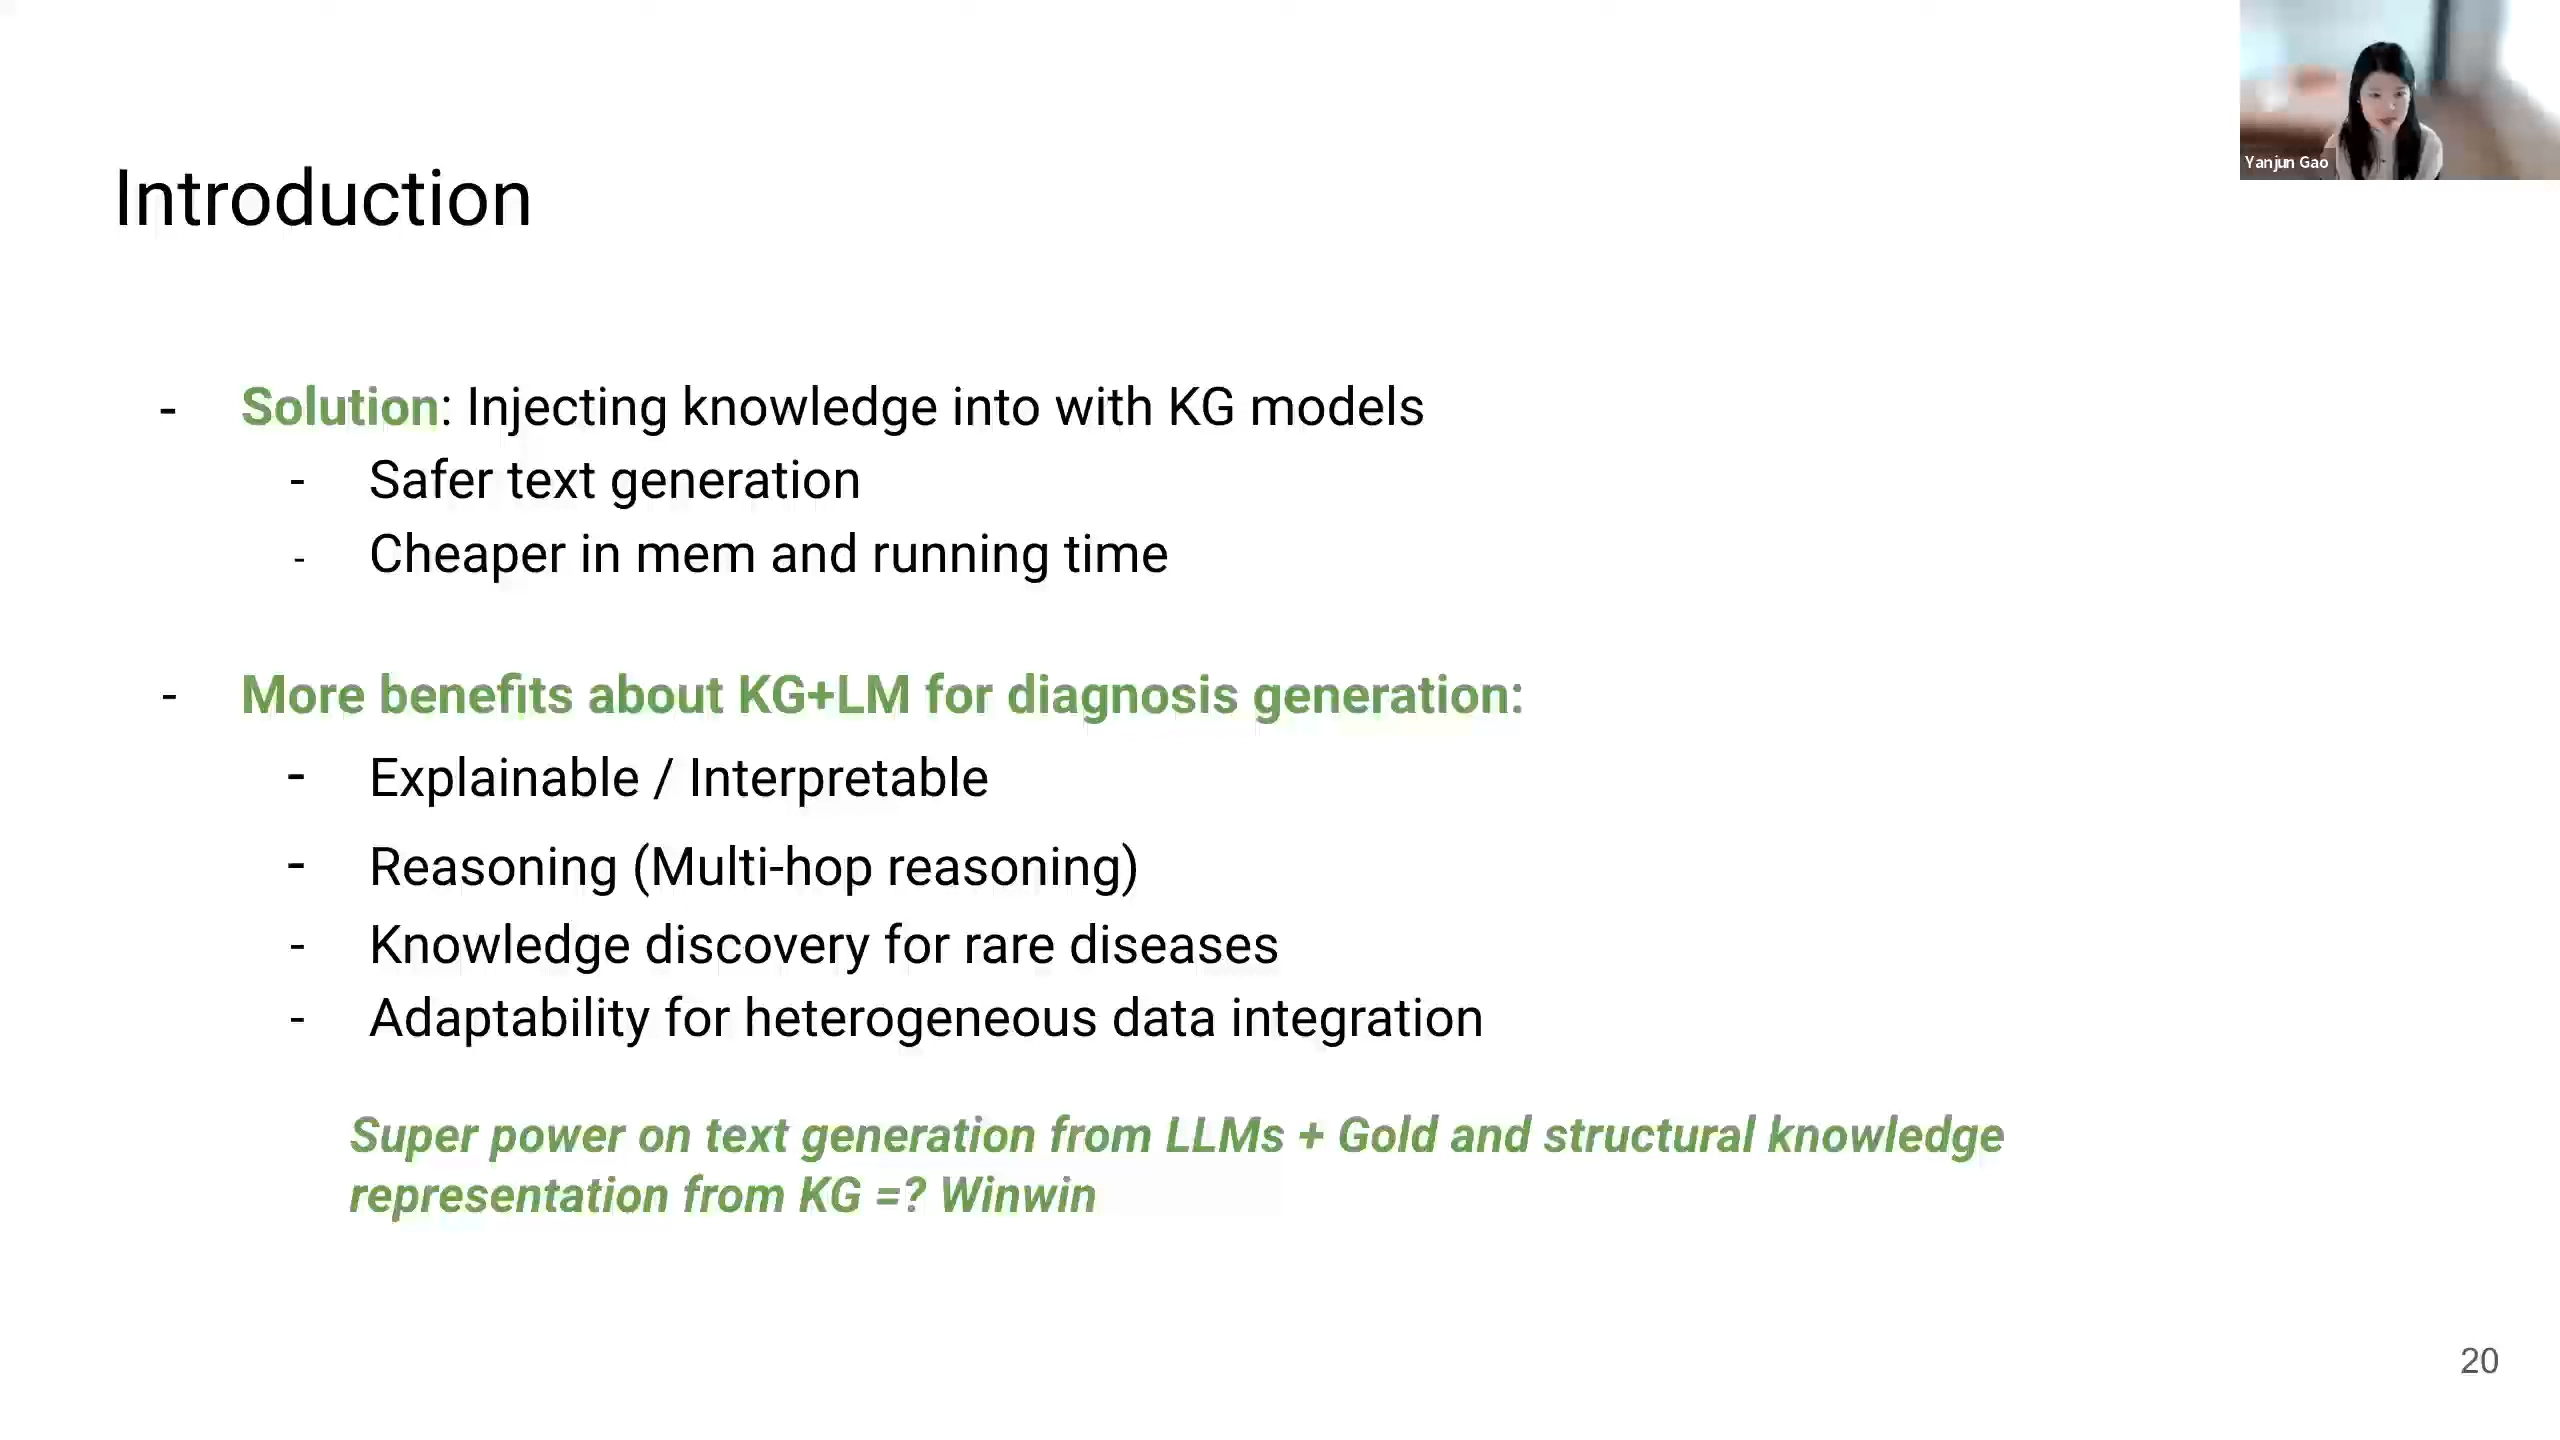 Yanjun Gao
Introduction
- Solution: Injecting knowledge into with KG models
- Safer text generation
- Cheaper in mem and running time
- More benefits about KG+LM for diagnosis generation:
- Explainable / Interpretable
- Reasoning (Multi-hop reasoning)
- Knowledge discovery for rare diseases
- Adaptability for heterogeneous data integration
Super power on text generation from LLMs + Gold and structural knowledge
representation from KG =? Winwin
20